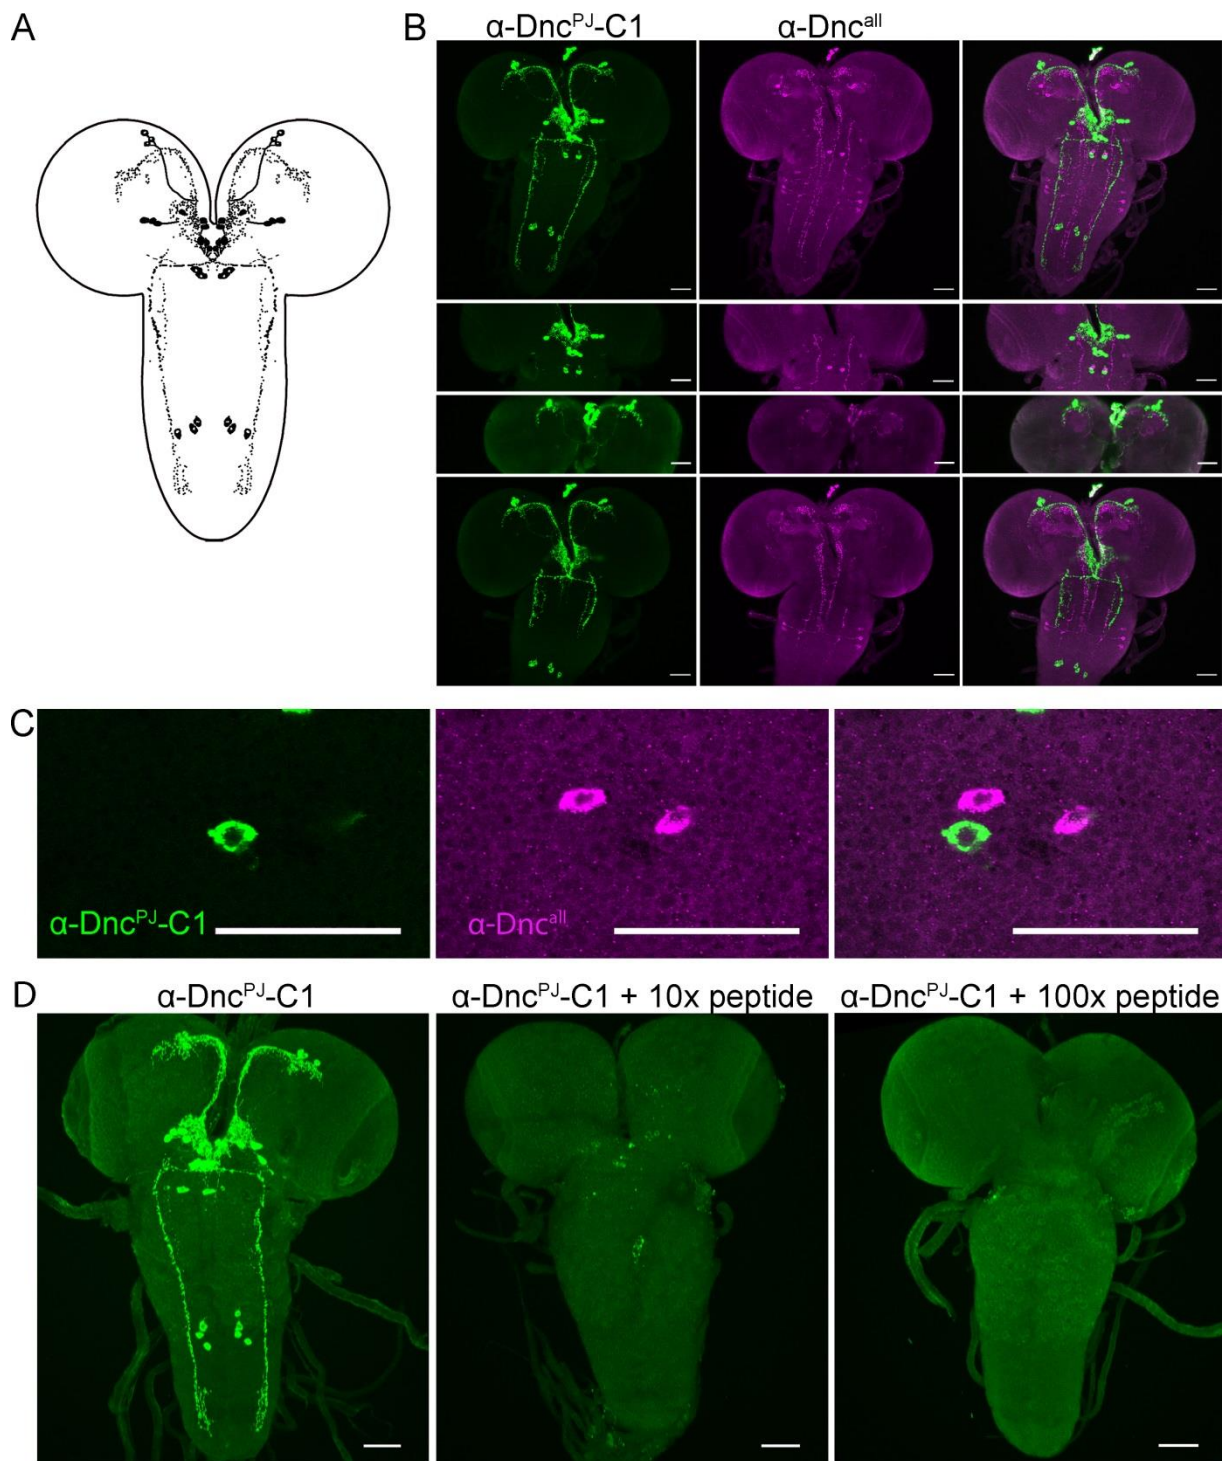 A
B
α-Dnc^PJ-C1
α-Dnc^all
C
α-Dnc^PJ-C1
α-Dnc^all
D
α-Dnc^PJ-C1
α-Dnc^PJ-C1 + 10x peptide
α-Dnc^PJ-C1 + 100x peptide